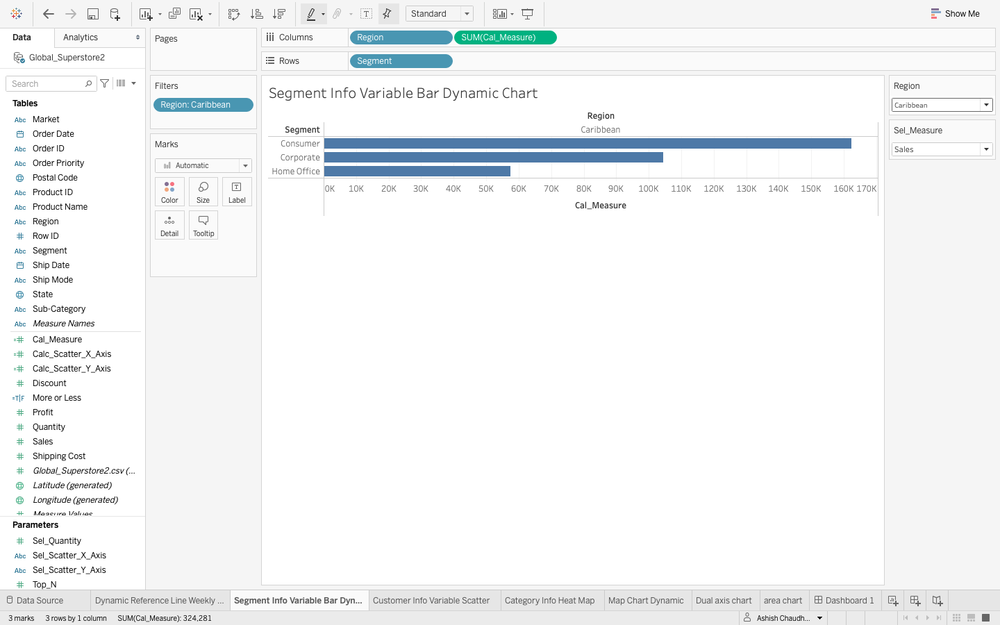 Standard
Show Me
Data
Analytics
Pages
Columns
Region
SUM(Cal_Measure)
Rows
Segment
Global_Superstore2
Search
Tables
Abc Market
Order Date
Abc Order ID
Abc Order Priority
Postal Code
Abc Product ID
Abc Product Name
Abc Region
Row ID
Abc Segment
Ship Date
Abc Ship Mode
State
Abc Sub-Category
Abc Measure Names
Cal_Measure
Calc_Scatter_X_Axis
Calc_Scatter_Y_Axis
Discount
=T|F More or Less
Profit
Quantity
Sales
Shipping Cost
Global_Superstore2.csv (...
Latitude (generated)
Longitude (generated)
Measure Values
Parameters
Sel_Quantity
Abc Sel_Scatter_X_Axis
Abc Sel_Scatter_Y_Axis
Top_N
Filters
Region: Caribbean
Marks
Automatic
Color
Size
Label
Detail
Tooltip
Segment Info Variable Bar Dynamic Chart
Region
Segment
Caribbean
Consumer
Corporate
Home Office
0K 10K 20K 30K 40K 50K 60K 70K 80K 90K 100K 110K 120K 130K 140K 150K 160K 170K
Cal_Measure
Region
Caribbean
Sel_Measure
Sales
Data Source
Dynamic Reference Line Weekly ...
Segment Info Variable Bar Dyn...
Customer Info Variable Scatter
Category Info Heat Map
Map Chart Dynamic
Dual axis chart
area chart
Dashboard 1
3 marks
3 rows by 1 column
SUM(Cal_Measure): 324,281
Ashish Chaudh...